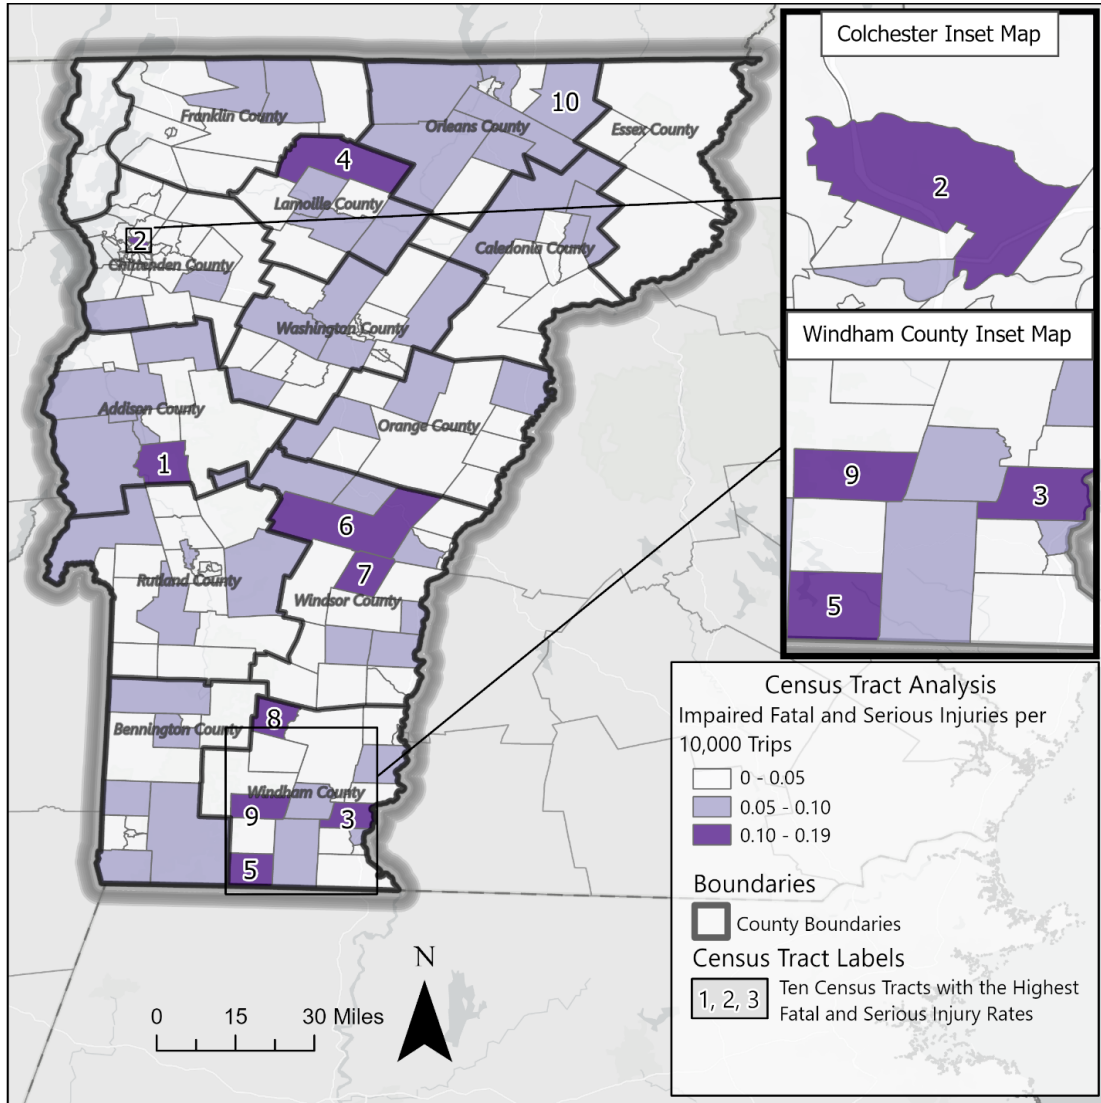 Colchester Inset Map
2
Windham County Inset Map
9
3
5
Franklin County
Orleans County
10
Essex County
4
Lamoille County
2
Chittenden County
Caledonia County
Washington County
Addison County
Orange County
1
6
Rutland County
7
Windsor County
8
Bennington County
Windham County
9
3
5
Census Tract Analysis
Impaired Fatal and Serious Injuries per
10,000 Trips
0 - 0.05
0.05 - 0.10
0.10 - 0.19
Boundaries
County Boundaries
Census Tract Labels
1, 2, 3
Ten Census Tracts with the Highest
Fatal and Serious Injury Rates
N
0 15 30 Miles